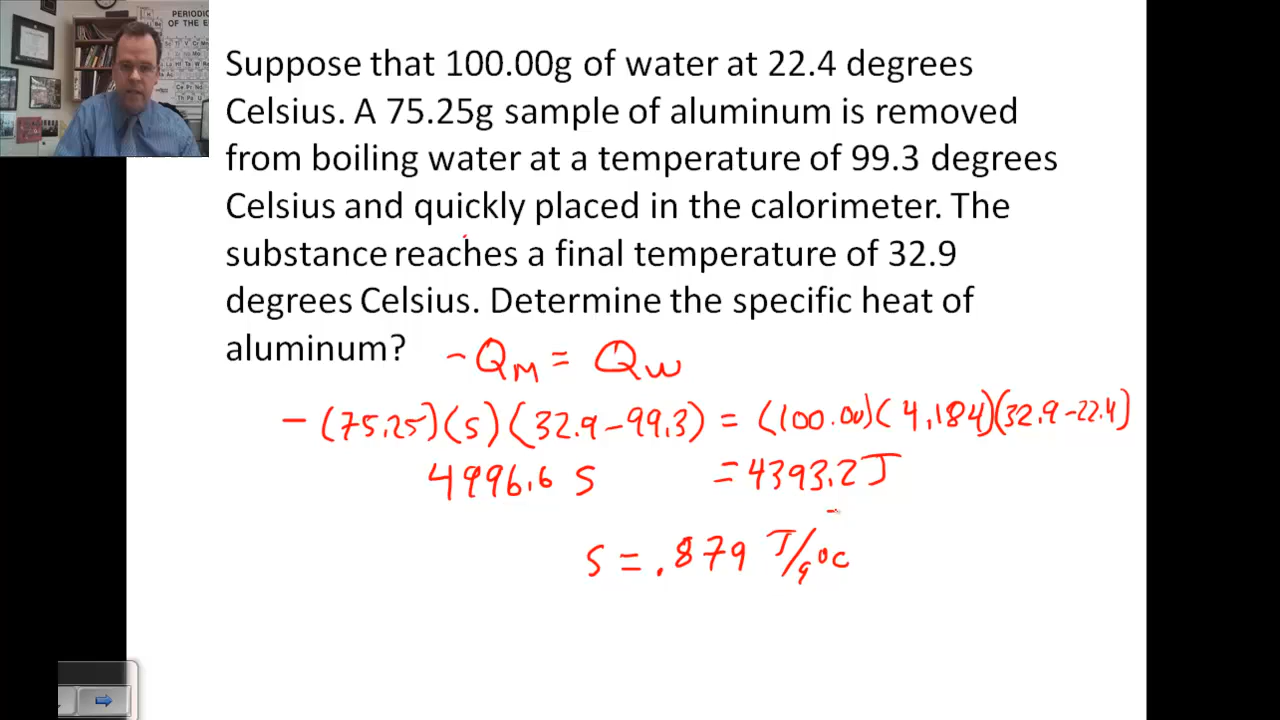 PERIODIC
OF THE E
Suppose that 100.00g of water at 22.4 degrees
Celsius. A 75.25g sample of aluminum is removed
from boiling water at a temperature of 99.3 degrees
Celsius and quickly placed in the calorimeter. The
substance reaches a final temperature of 32.9
degrees Celsius. Determine the specific heat of
aluminum?
-QM = QW
-(75.25)(S)(32.9-99.3) = (100.00)(4.184)(32.9-22.4)
4996.6 S = 4393.2 J
S = .879 J/g°C